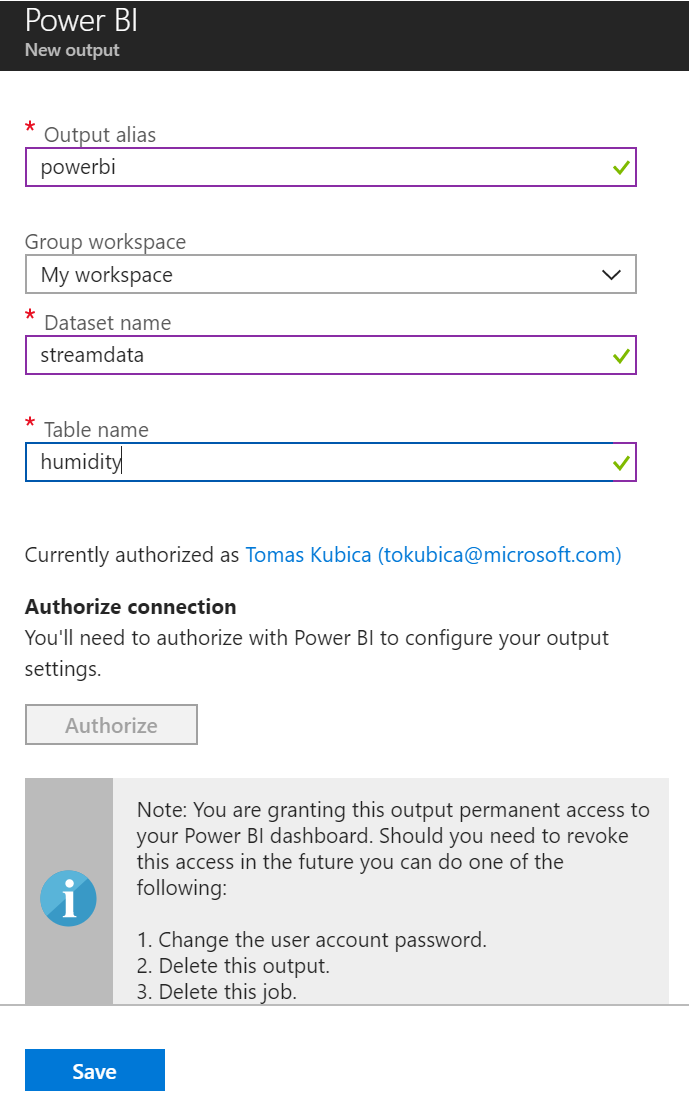 Power BI
New output
* Output alias
powerbi
Group workspace
My workspace
* Dataset name
streamdata
* Table name
humidity
Currently authorized as Tomas Kubica (tokubica@microsoft.com)
Authorize connection
You'll need to authorize with Power BI to configure your output
settings.
Authorize
Note: You are granting this output permanent access to
your Power BI dashboard. Should you need to revoke
this access in the future you can do one of the
following:
1. Change the user account password.
2. Delete this output.
3. Delete this job.
Save